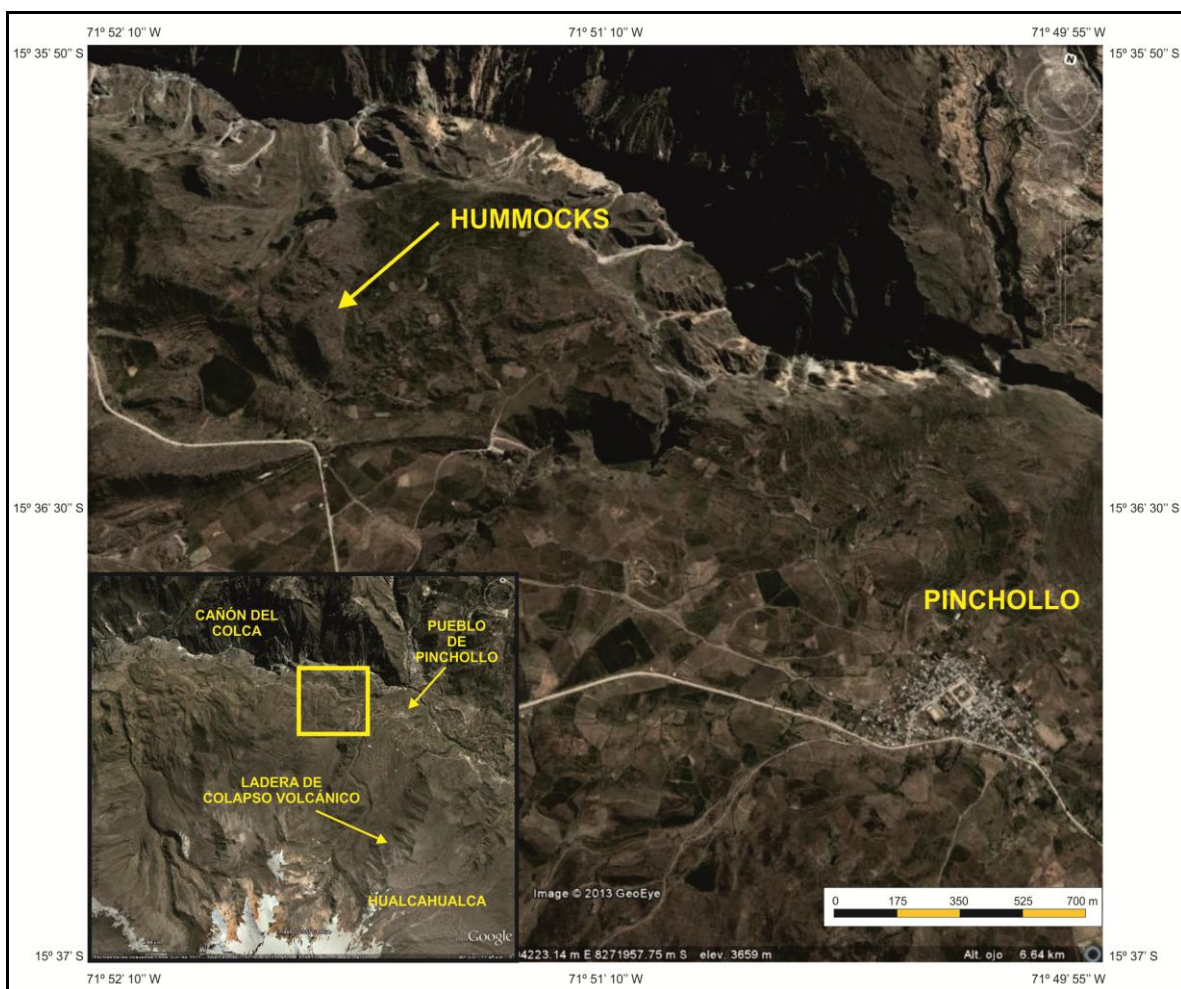 71º 52' 10'' W
71º 51' 10'' W
71º 49' 55'' W
15º 35' 50'' S
15º 35' 50'' S
N
HUMMOCKS
15º 36' 30'' S
15º 36' 30'' S
PINCHOLLO
CAÑÓN DEL
COLCA
PUEBLO
DE
PINCHOLLO
LADERA DE
COLAPSO VOLCÁNICO
HUALCAHUALCA
Google
Image © 2013 GeoEye
0 175 350 525 700 m
15º 37' S
4223.14 m E 8271957.75 m S elev. 3659 m
Alt. ojo 6.64 km
15º 37' S
71º 52' 10'' W
71º 51' 10'' W
71º 49' 55'' W